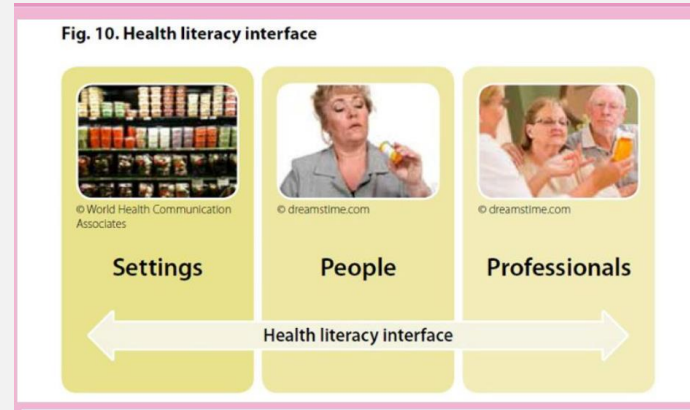 Fig. 10. Health literacy interface
© World Health Communication
Associates
© dreamstime.com
© dreamstime.com
Settings
People
Professionals
Health literacy interface